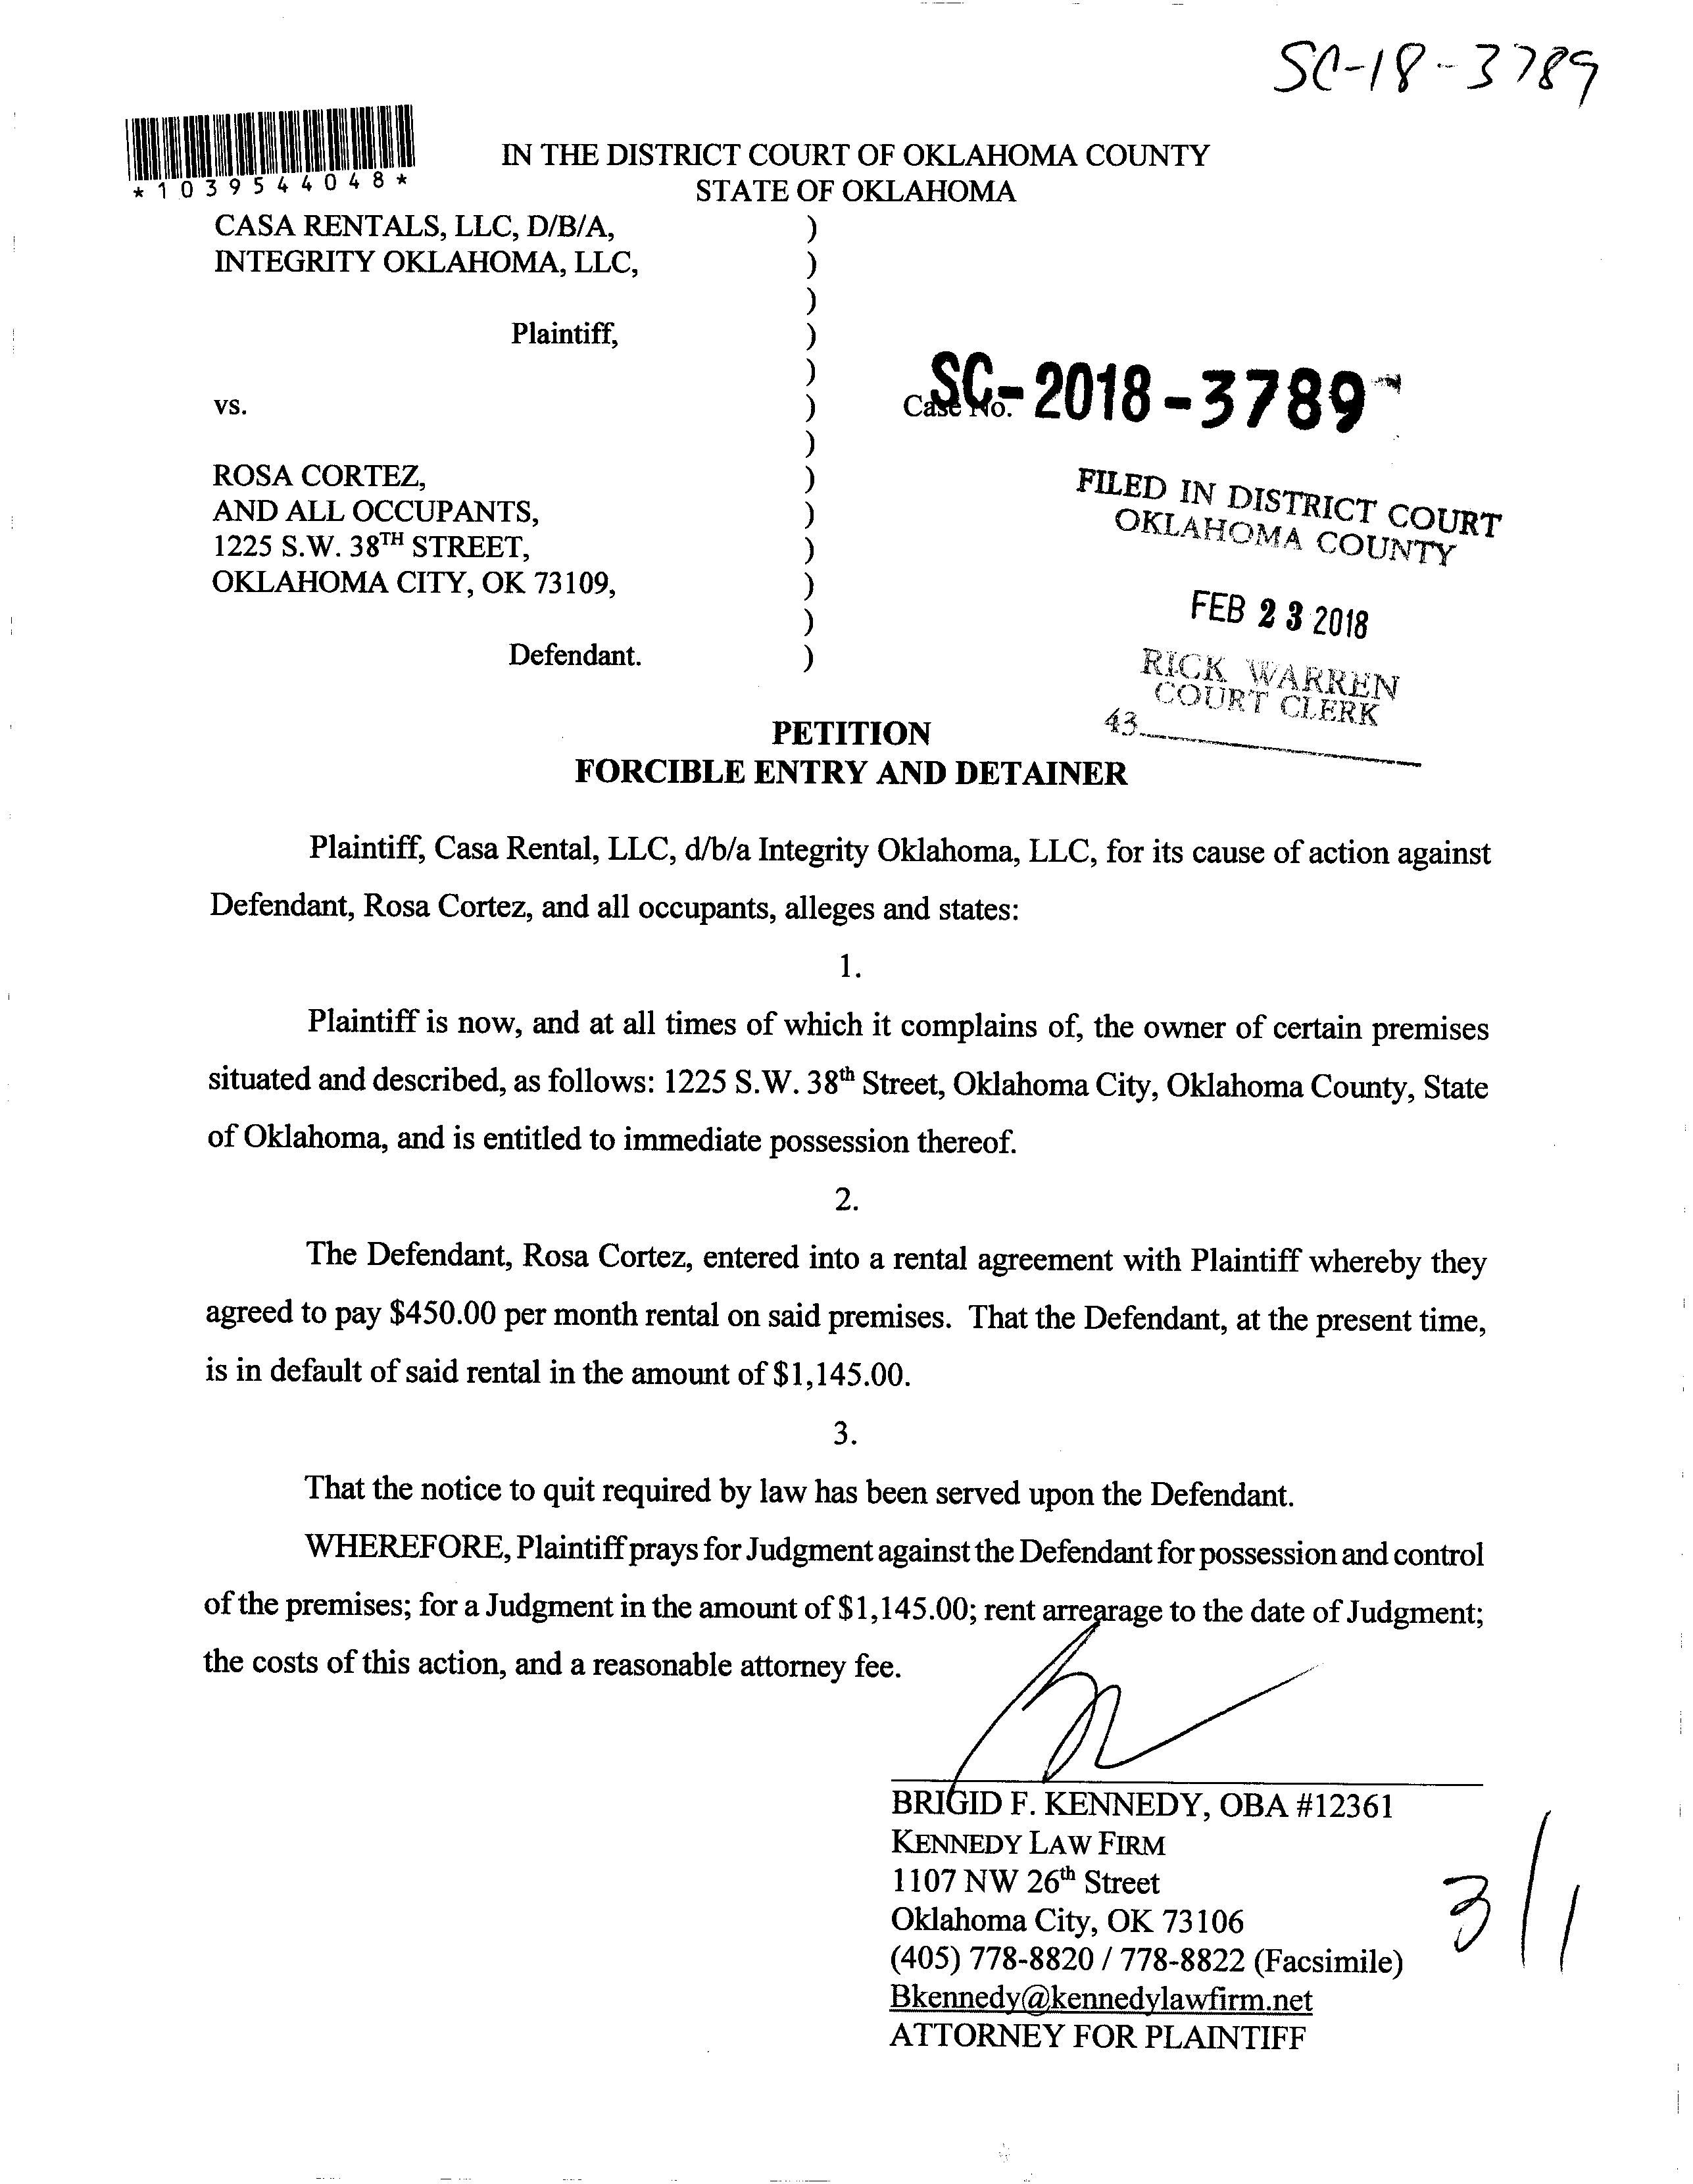 SC-18-3789
*1039544048*
IN THE DISTRICT COURT OF OKLAHOMA COUNTY
STATE OF OKLAHOMA
CASA RENTALS, LLC, D/B/A, )
INTEGRITY OKLAHOMA, LLC, )
)
Plaintiff, )
)
vs. ) Case No. SC-2018-3789
)
ROSA CORTEZ, )
AND ALL OCCUPANTS, )
1225 S.W. 38TH STREET, )
OKLAHOMA CITY, OK 73109, )
)
Defendant. )
FILED IN DISTRICT COURT
OKLAHOMA COUNTY
FEB 23 2018
RICK WARREN
COURT CLERK
43
PETITION
FORCIBLE ENTRY AND DETAINER
Plaintiff, Casa Rental, LLC, d/b/a Integrity Oklahoma, LLC, for its cause of action against
Defendant, Rosa Cortez, and all occupants, alleges and states:
1.
Plaintiff is now, and at all times of which it complains of, the owner of certain premises
situated and described, as follows: 1225 S.W. 38th Street, Oklahoma City, Oklahoma County, State
of Oklahoma, and is entitled to immediate possession thereof.
2.
The Defendant, Rosa Cortez, entered into a rental agreement with Plaintiff whereby they
agreed to pay $450.00 per month rental on said premises. That the Defendant, at the present time,
is in default of said rental in the amount of $1,145.00.
3.
That the notice to quit required by law has been served upon the Defendant.
WHEREFORE, Plaintiff prays for Judgment against the Defendant for possession and control
of the premises; for a Judgment in the amount of $1,145.00; rent arrearage to the date of Judgment;
the costs of this action, and a reasonable attorney fee.
BRIGID F. KENNEDY, OBA #12361
KENNEDY LAW FIRM
1107 NW 26th Street
Oklahoma City, OK 73106
(405) 778-8820 / 778-8822 (Facsimile)
Bkennedy@kennedylawfirm.net
ATTORNEY FOR PLAINTIFF
3/1